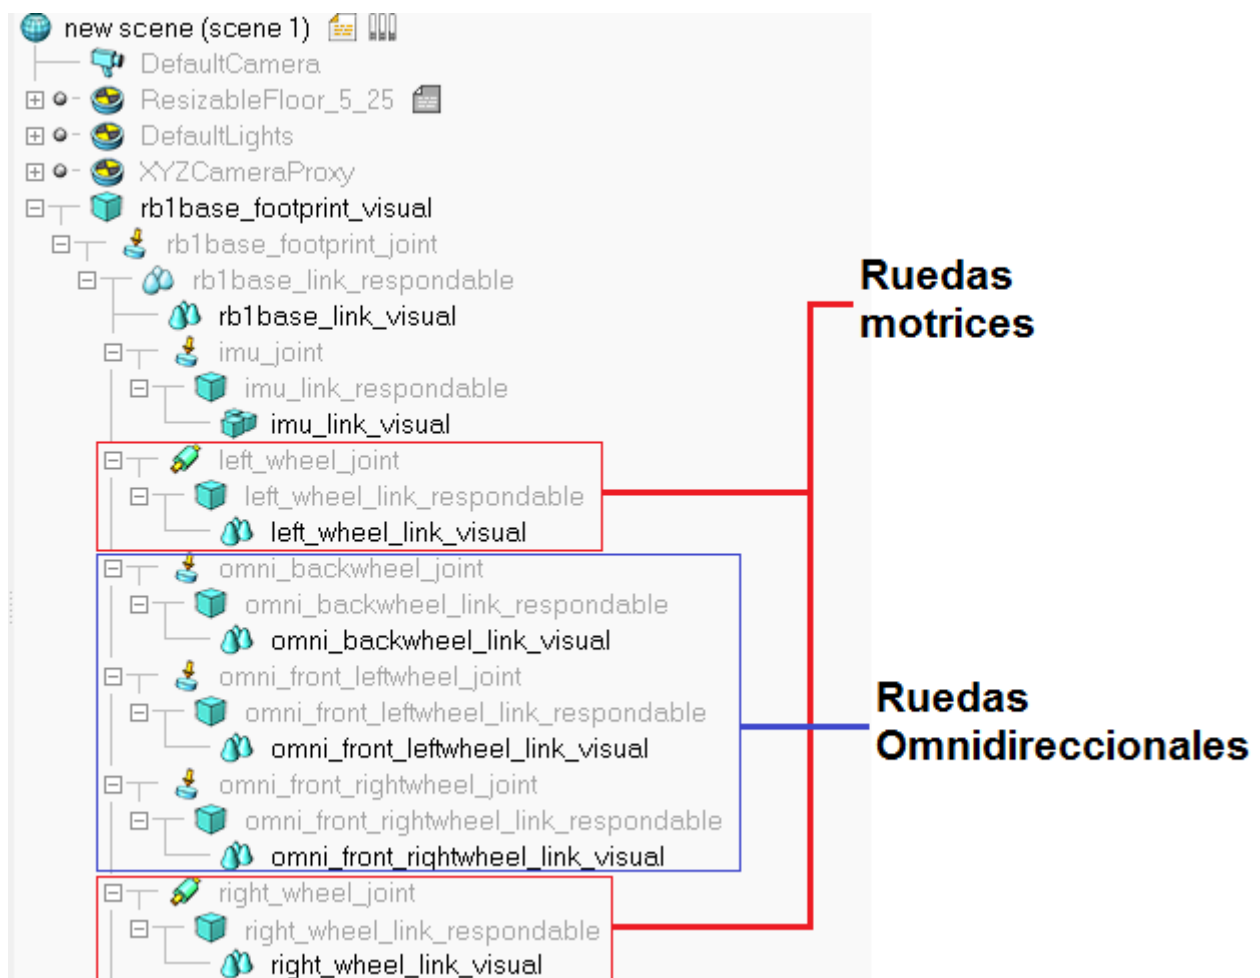 new scene (scene 1)
DefaultCamera
ResizableFloor_5_25
DefaultLights
XYZCameraProxy
rb1base_footprint_visual
rb1base_footprint_joint
rb1base_link_respondable
rb1base_link_visual
imu_joint
imu_link_respondable
imu_link_visual
left_wheel_joint
left_wheel_link_respondable
left_wheel_link_visual
omni_backwheel_joint
omni_backwheel_link_respondable
omni_backwheel_link_visual
omni_front_leftwheel_joint
omni_front_leftwheel_link_respondable
omni_front_leftwheel_link_visual
omni_front_rightwheel_joint
omni_front_rightwheel_link_respondable
omni_front_rightwheel_link_visual
right_wheel_joint
right_wheel_link_respondable
right_wheel_link_visual
Ruedas
motrices
Ruedas
Omnidireccionales